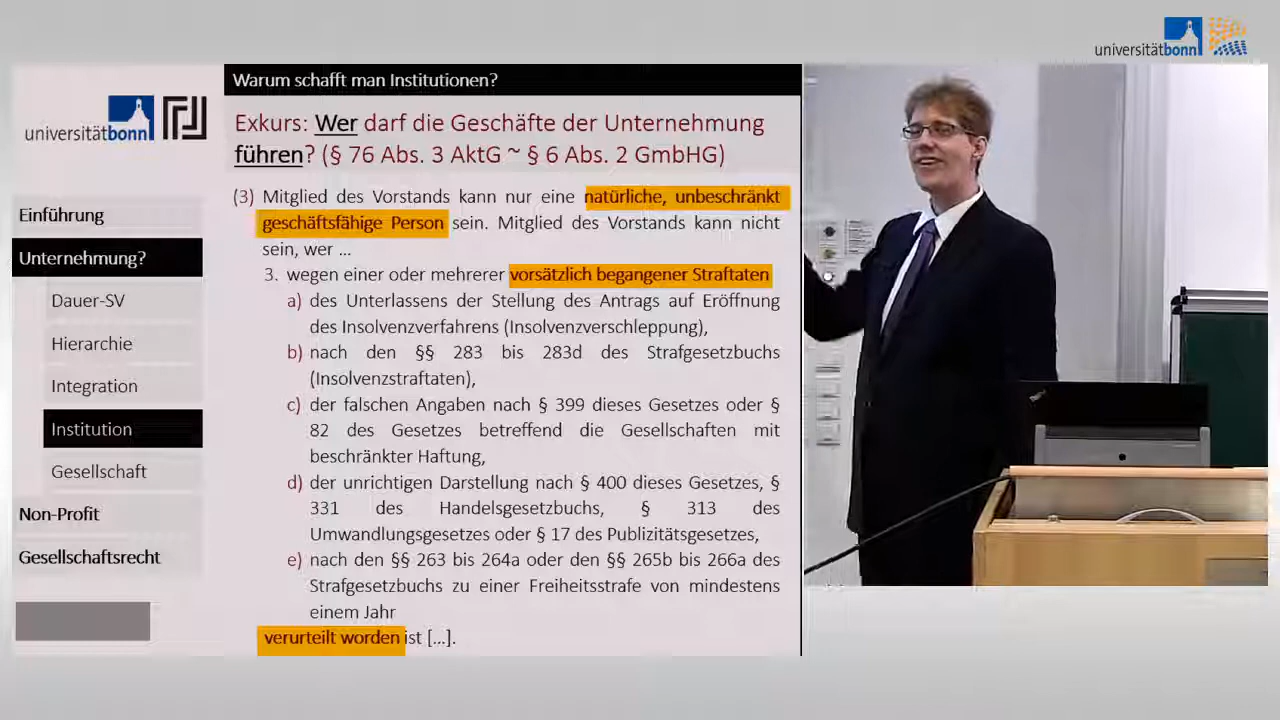 universitätbonn
universitätbonn
Warum schafft man Institutionen?
Exkurs: Wer darf die Geschäfte der Unternehmung
führen? (§ 76 Abs. 3 AktG ~ § 6 Abs. 2 GmbHG)
(3) Mitglied des Vorstands kann nur eine natürliche, unbeschränkt
geschäftsfähige Person sein. Mitglied des Vorstands kann nicht
sein, wer ...
3. wegen einer oder mehrerer vorsätzlich begangener Straftaten
a) des Unterlassens der Stellung des Antrags auf Eröffnung
des Insolvenzverfahrens (Insolvenzverschleppung),
b) nach den §§ 283 bis 283d des Strafgesetzbuchs
(Insolvenzstraftaten),
c) der falschen Angaben nach § 399 dieses Gesetzes oder §
82 des Gesetzes betreffend die Gesellschaften mit
beschränkter Haftung,
d) der unrichtigen Darstellung nach § 400 dieses Gesetzes, §
331 des Handelsgesetzbuchs, § 313 des
Umwandlungsgesetzes oder § 17 des Publizitätsgesetzes,
e) nach den §§ 263 bis 264a oder den §§ 265b bis 266a des
Strafgesetzbuchs zu einer Freiheitsstrafe von mindestens
einem Jahr
verurteilt worden ist [...].
Einführung
Unternehmung?
Dauer-SV
Hierarchie
Integration
Institution
Gesellschaft
Non-Profit
Gesellschaftsrecht